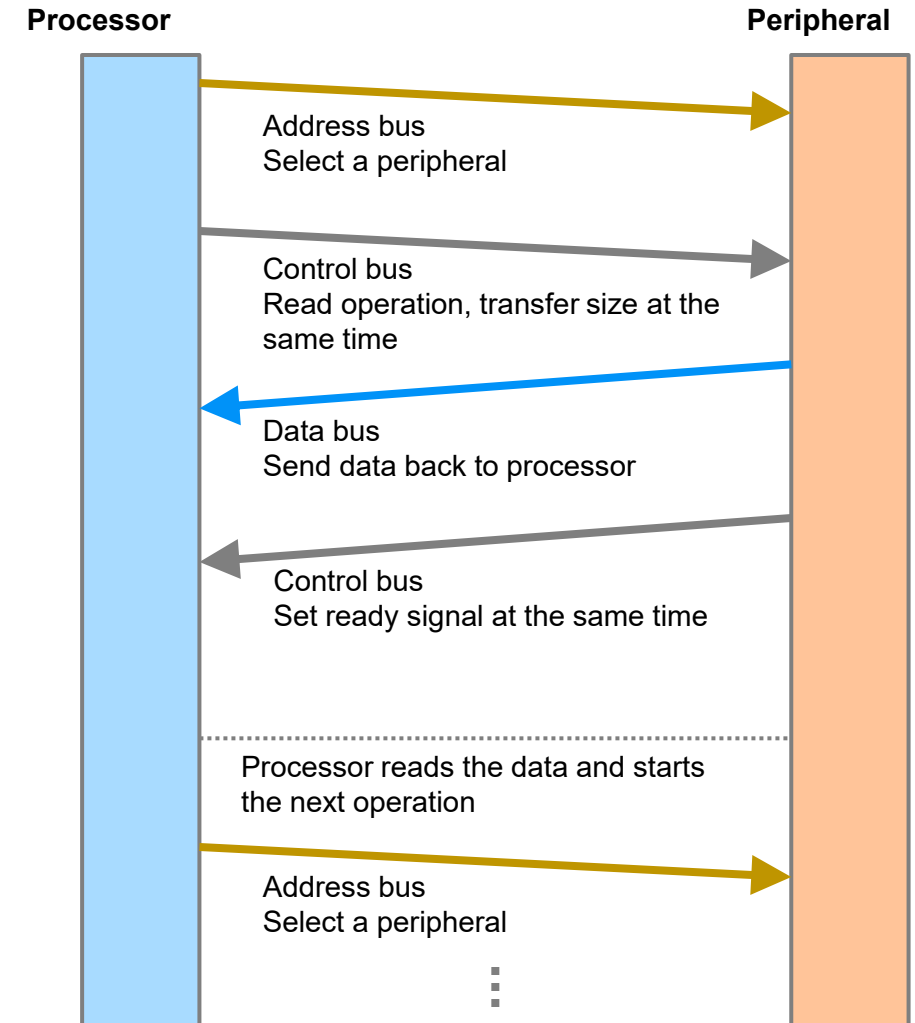 Processor
Peripheral
Address bus
Select a peripheral
Control bus
Read operation, transfer size at the
same time
Data bus
Send data back to processor
Control bus
Set ready signal at the same time
Processor reads the data and starts
the next operation
Address bus
Select a peripheral